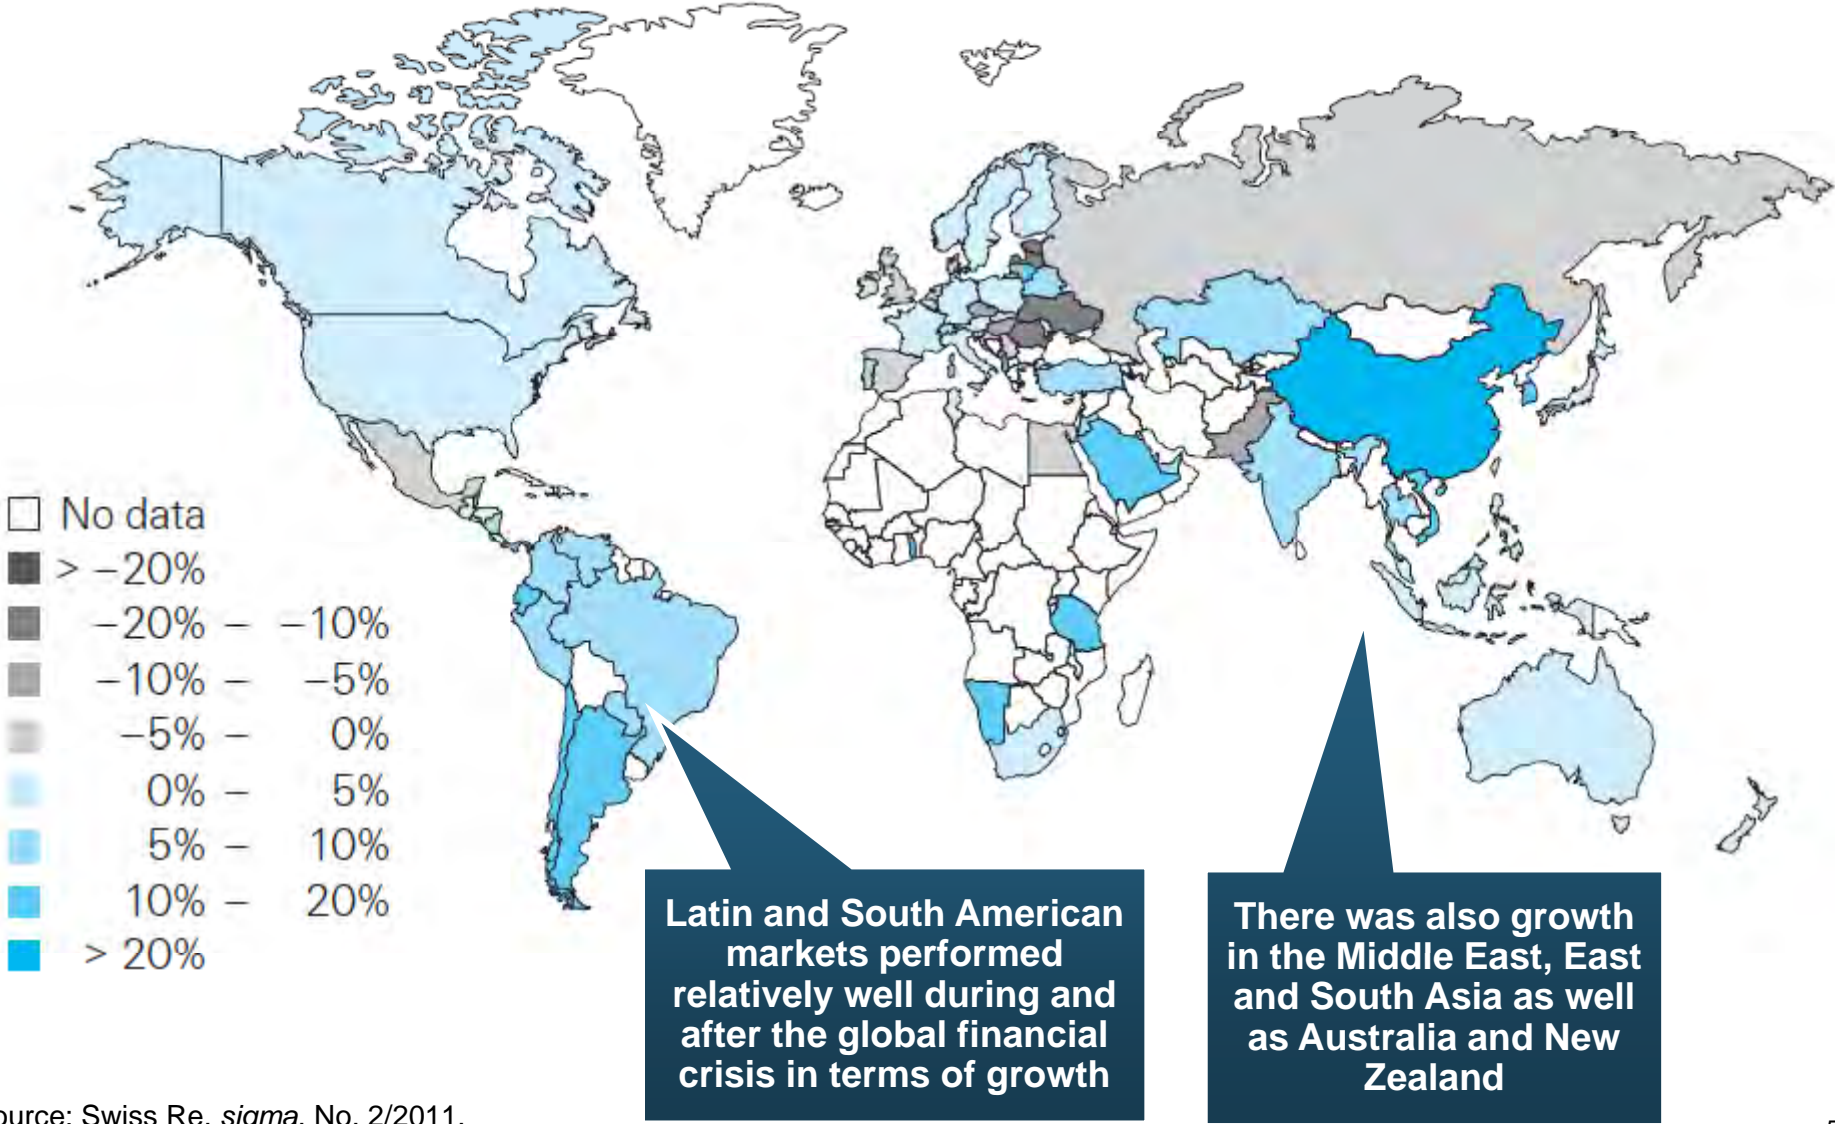 No data
> −20%
−20% – −10%
−10% – −5%
−5% – 0%
0% – 5%
5% – 10%
10% – 20%
> 20%
Latin and South American
markets performed
relatively well during and
after the global financial
crisis in terms of growth
There was also growth
in the Middle East, East
and South Asia as well
as Australia and New
Zealand
ource: Swiss Re, sigma, No. 2/2011.